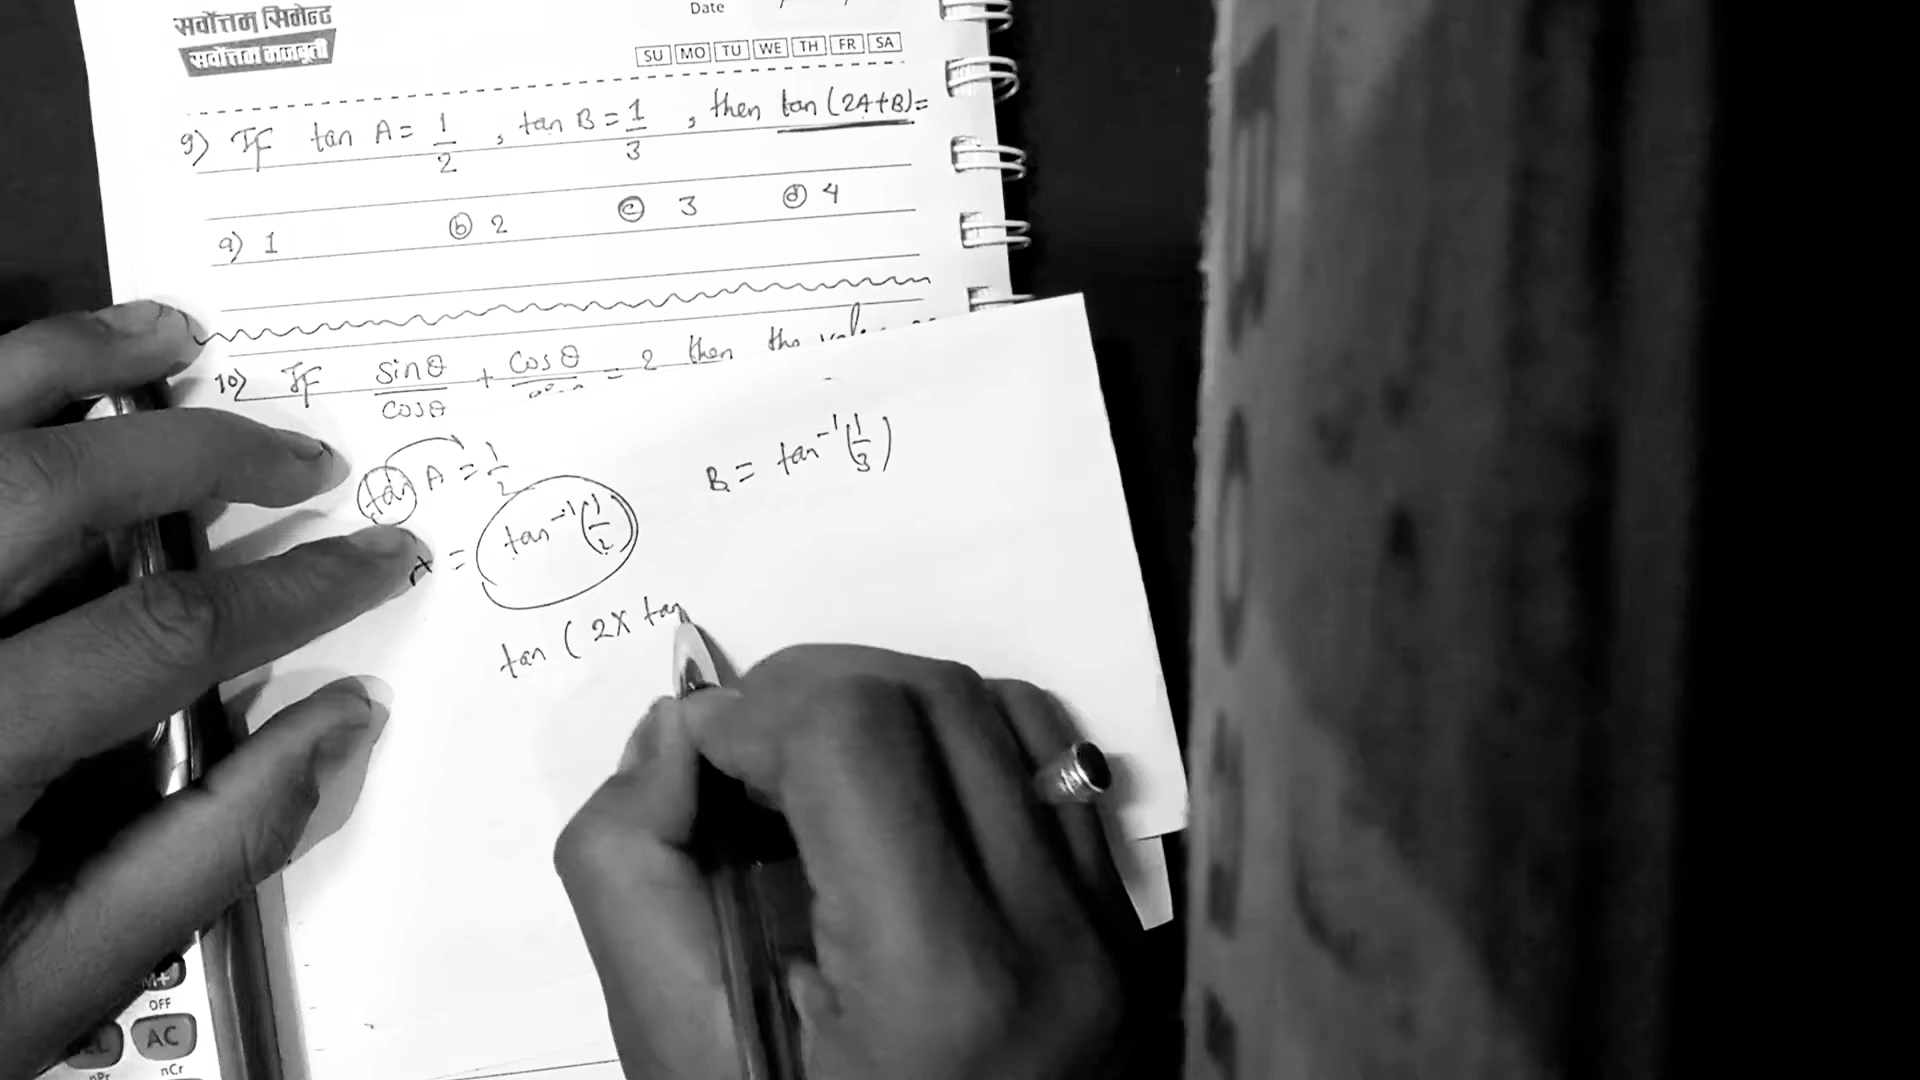 सर्वोत्तम सिमेन्ट
सर्वोत्तम मजबूती
Date
SU MO TU WE TH FR SA
9) If tan A = 1/2 , tan B = 1/3 , then tan (2A+B)=
a) 1 b) 2 c) 3 d) 4
10) If sinθ/cosθ + cosθ = 2 then the
tan A = 1/2
B = tan⁻¹(1/3)
A = tan⁻¹(1/2)
tan ( 2x tan
M+
OFF
AC
nPr nCr